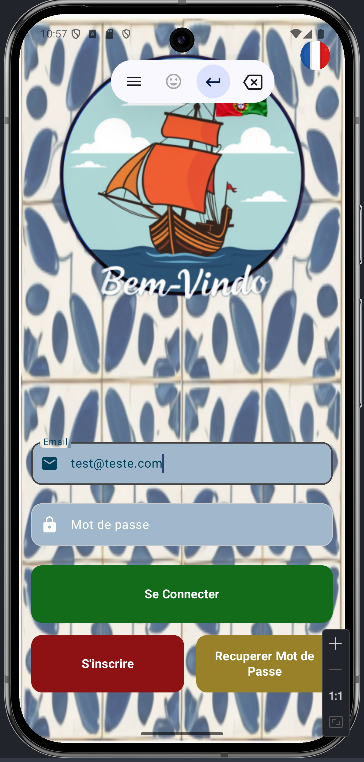 10:57
Bem-Vindo
Email
test@teste.com
Mot de passe
Se Connecter
S'inscrire
Recuperer Mot de
Passe
1:1